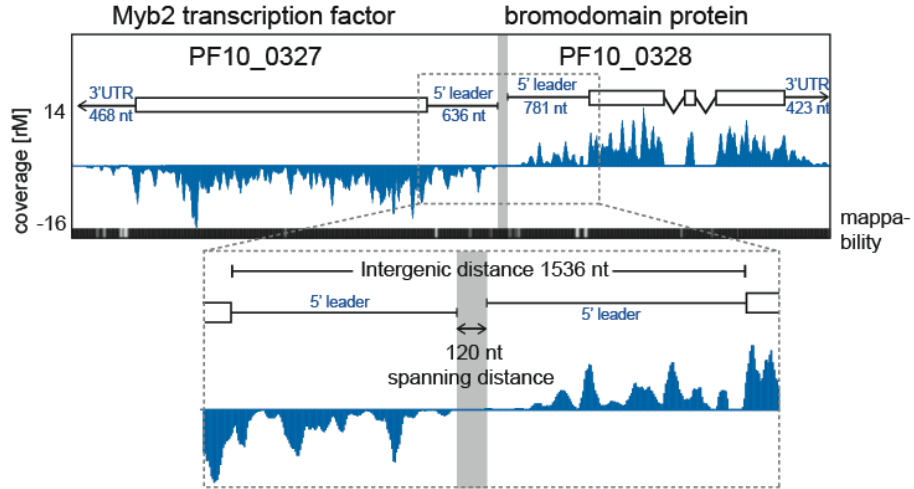 Myb2 transcription factor
bromodomain protein
PF10_0327
PF10_0328
3'UTR
468 nt
5' leader
636 nt
5' leader
781 nt
3'UTR
423 nt
coverage [rM]
14
-16
mappa-
bility
Intergenic distance 1536 nt
5' leader
5' leader
120 nt
spanning distance